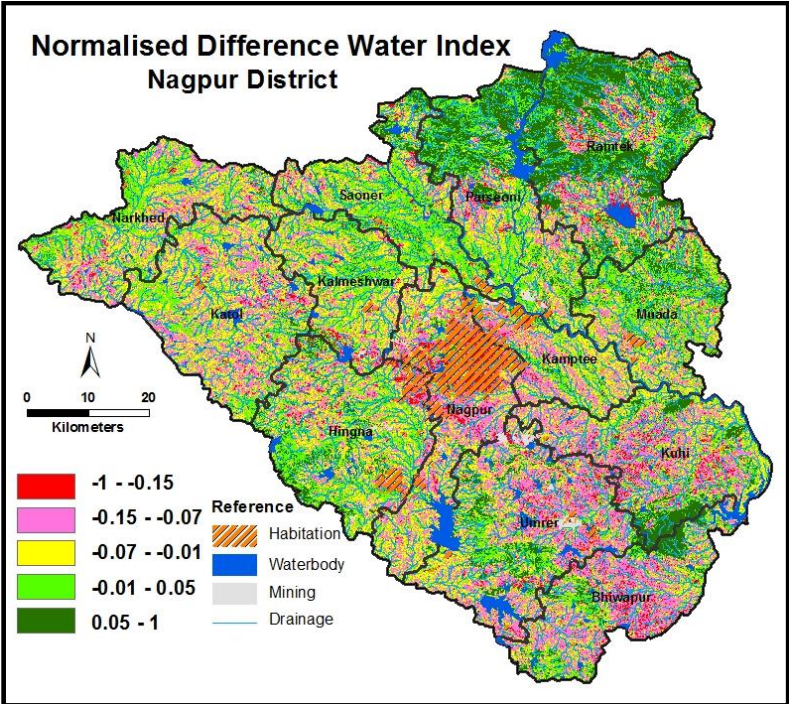 Normalised Difference Water Index
Nagpur District
Ramtek
Parseoni
Saoner
Narkhed
Kalmeshwar
Katol
Muada
Kamptee
N
0 10 20
Kilometers
Nagpur
Hingna
Kuhi
Umrer
Bhiwapur
-1 - -0.15
-0.15 - -0.07
-0.07 - -0.01
-0.01 - 0.05
0.05 - 1
Reference
Habitation
Waterbody
Mining
Drainage